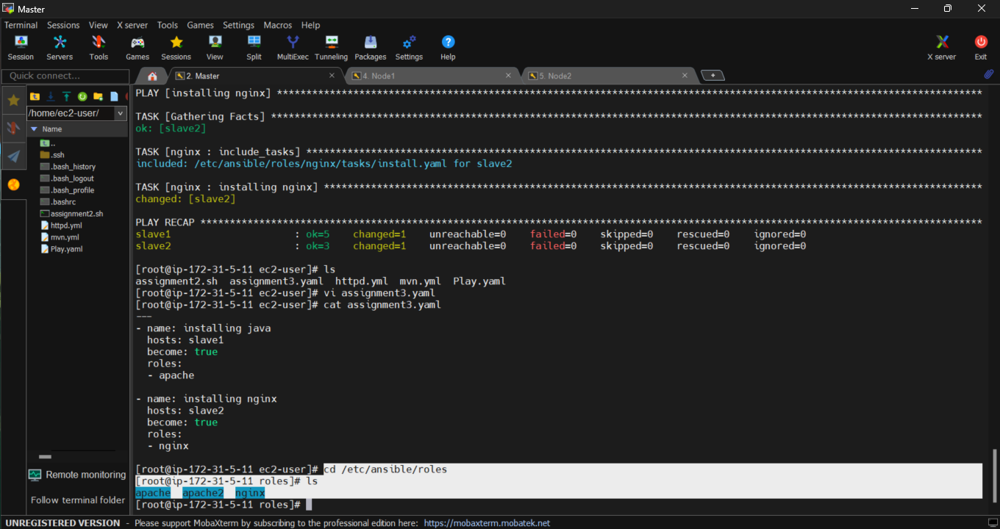 Master
Terminal Sessions View X server Tools Games Settings Macros Help
Session Servers Tools Games Sessions View Split MultiExec Tunneling Packages Settings Help X server Exit
Quick connect...
2. Master
4. Node1
5. Node2
/home/ec2-user/
Name
..
.ssh
.bash_history
.bash_logout
.bash_profile
.bashrc
assignment2.sh
httpd.yml
mvn.yml
Play.yaml
Remote monitoring
Follow terminal folder
PLAY [installing nginx] ************************************************************************************************************************
TASK [Gathering Facts] *************************************************************************************************************************
ok: [slave2]
TASK [nginx : include_tasks] *******************************************************************************************************************
included: /etc/ansible/roles/nginx/tasks/install.yaml for slave2
TASK [nginx : installing nginx] ****************************************************************************************************************
changed: [slave2]
PLAY RECAP *************************************************************************************************************************************
slave1 : ok=5 changed=1 unreachable=0 failed=0 skipped=0 rescued=0 ignored=0
slave2 : ok=3 changed=1 unreachable=0 failed=0 skipped=0 rescued=0 ignored=0
[root@ip-172-31-5-11 ec2-user]# ls
assignment2.sh assignment3.yaml httpd.yml mvn.yml Play.yaml
[root@ip-172-31-5-11 ec2-user]# vi assignment3.yaml
[root@ip-172-31-5-11 ec2-user]# cat assignment3.yaml
---
- name: installing java
hosts: slave1
become: true
roles:
- apache
- name: installing nginx
hosts: slave2
become: true
roles:
- nginx
[root@ip-172-31-5-11 ec2-user]# cd /etc/ansible/roles
[root@ip-172-31-5-11 roles]# ls
apache apache2 nginx
[root@ip-172-31-5-11 roles]#
UNREGISTERED VERSION - Please support MobaXterm by subscribing to the professional edition here: https://mobaxterm.mobatek.net